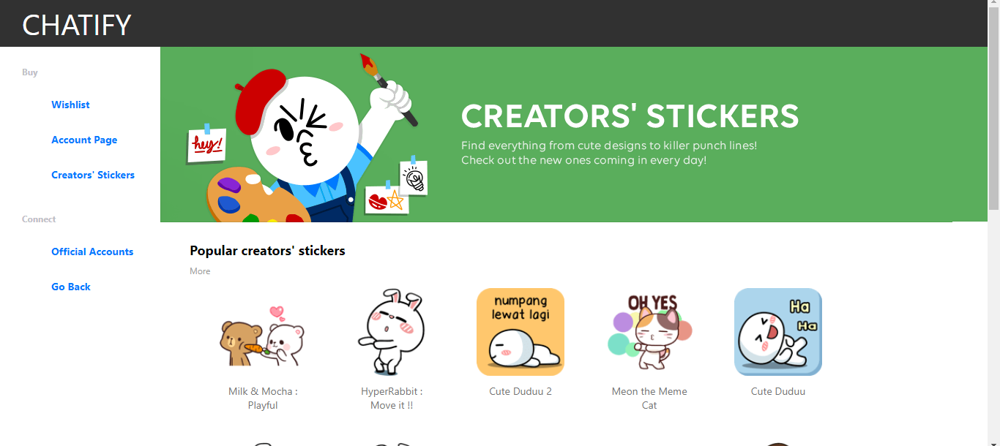 CHATIFY
Buy
Wishlist
Account Page
Creators' Stickers
Connect
Official Accounts
Go Back
hey!
CREATORS' STICKERS
Find everything from cute designs to killer punch lines!
Check out the new ones coming in every day!
Popular creators' stickers
More
numpang
lewat lagi
OH YES
Ha
Ha
Milk & Mocha :
Playful
HyperRabbit :
Move it !!
Cute Duduu 2
Meon the Meme
Cat
Cute Duduu